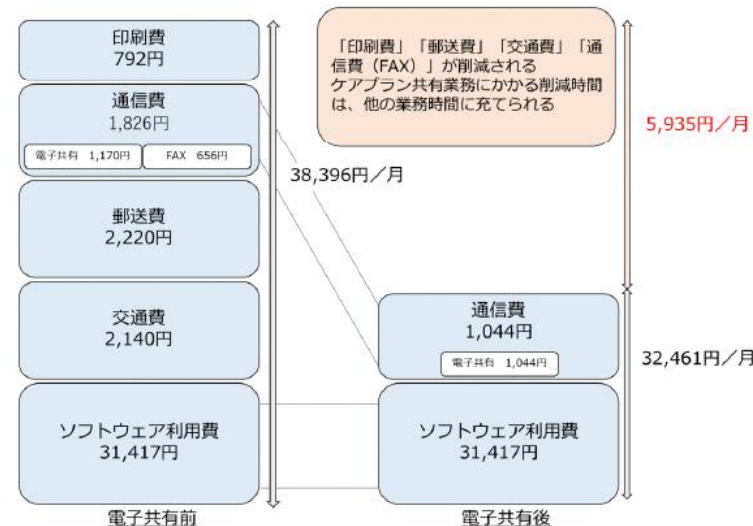 印刷費
792円
通信費
1,826円
電子共有 1,170円
FAX 656円
郵送費
2,220円
交通費
2,140円
ソフトウェア利用費
31,417円
電子共有前
38,396円／月
「印刷費」「郵送費」「交通費」「通
信費（FAX）」が削減される
ケアプラン共有業務にかかる削減時間
は、他の業務時間に充てられる
5,935円／月
通信費
1,044円
電子共有 1,044円
32,461円／月
ソフトウェア利用費
31,417円
電子共有後